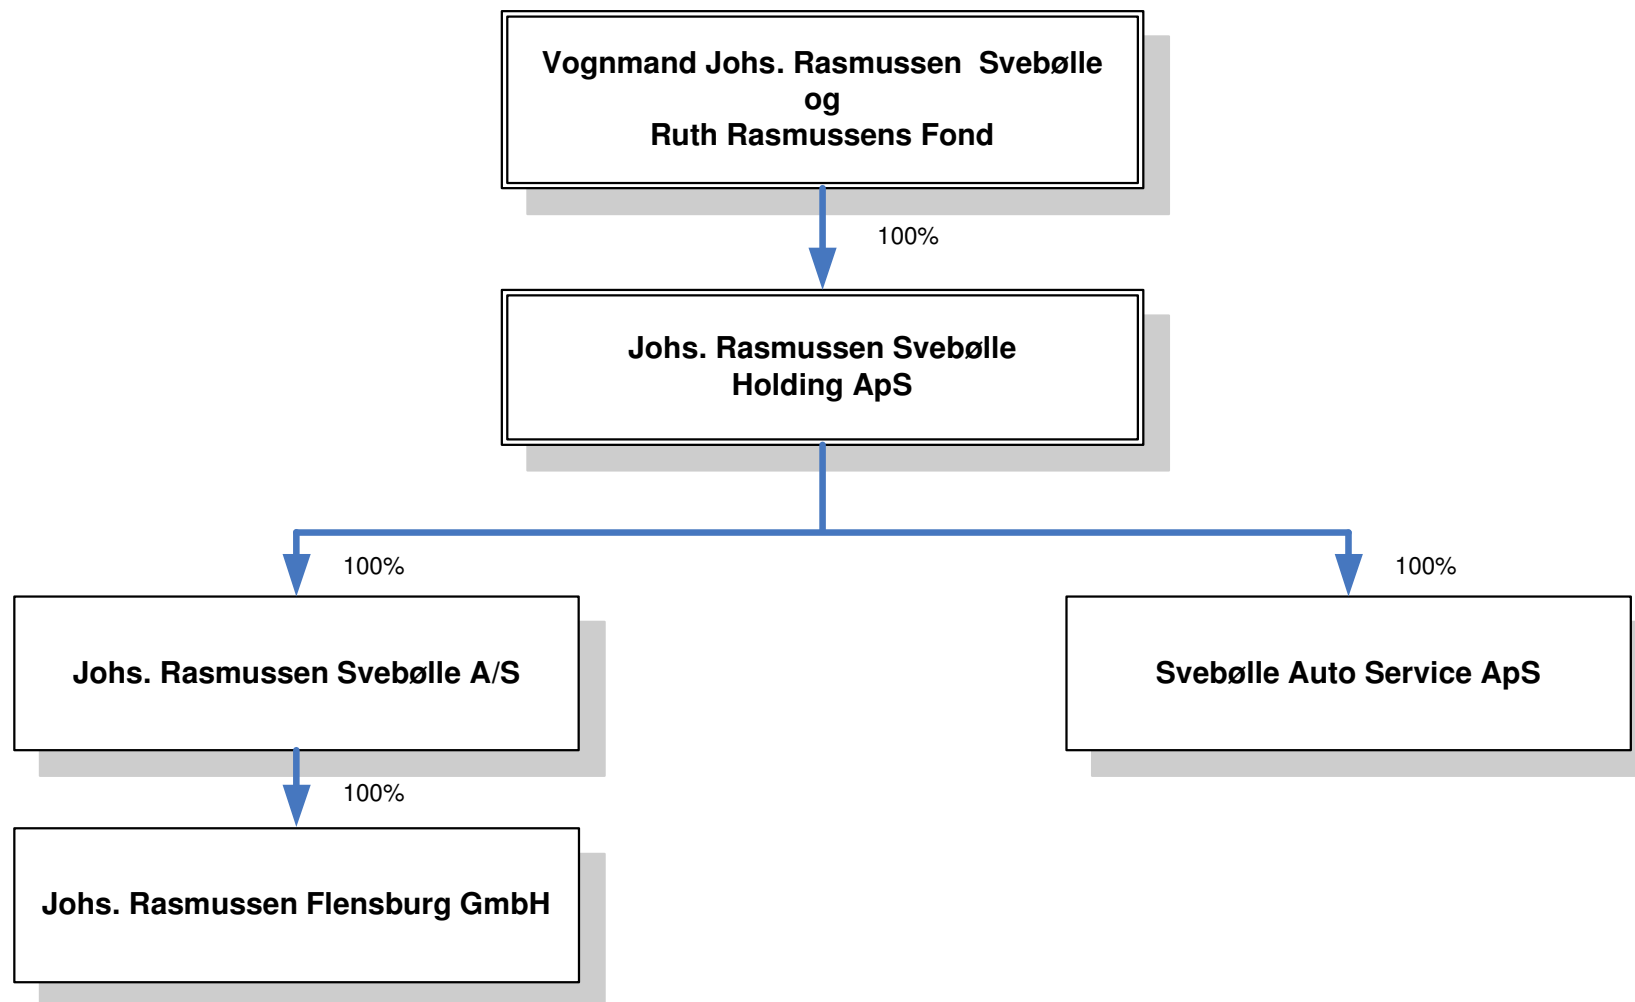 Vognmand Johs. Rasmussen  Svebølle
og
Ruth Rasmussens Fond
100%
Johs. Rasmussen Svebølle
Holding ApS
100%
100%
Johs. Rasmussen Svebølle A/S
Svebølle Auto Service ApS
100%
Johs. Rasmussen Flensburg GmbH